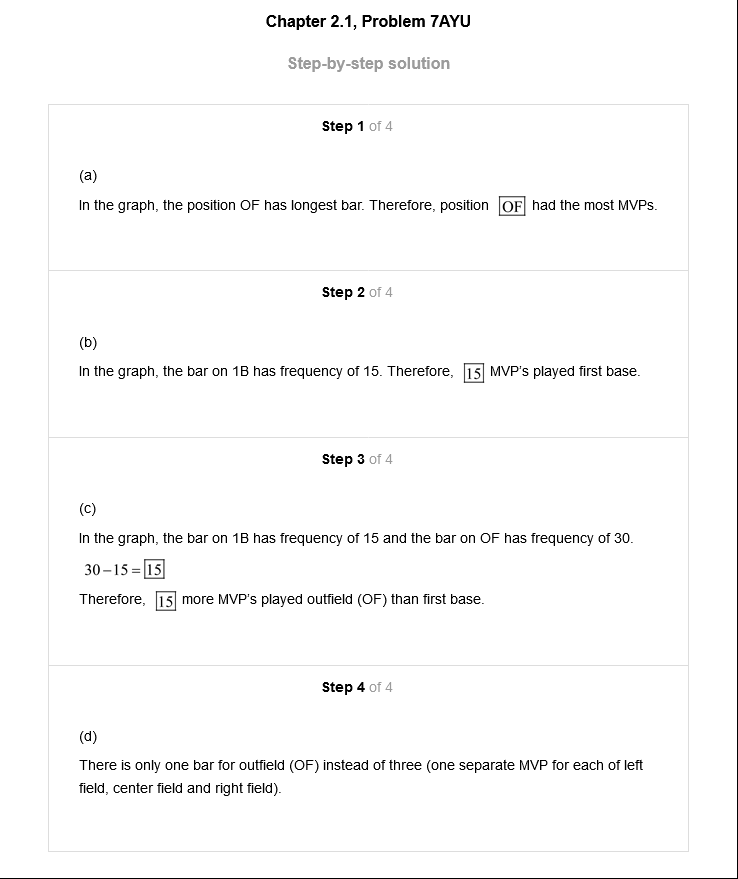 Chapter 2.1, Problem 7AYU
Step-by-step solution
Step 1 of 4
(a)
In the graph, the position OF has longest bar. Therefore, position OF had the most MVPs.
Step 2 of 4
(b)
In the graph, the bar on 1B has frequency of 15. Therefore, 15 MVP's played first base.
Step 3 of 4
(c)
In the graph, the bar on 1B has frequency of 15 and the bar on OF has frequency of 30.
30−15=15
Therefore, 15 more MVP's played outfield (OF) than first base.
Step 4 of 4
(d)
There is only one bar for outfield (OF) instead of three (one separate MVP for each of left
field, center field and right field).